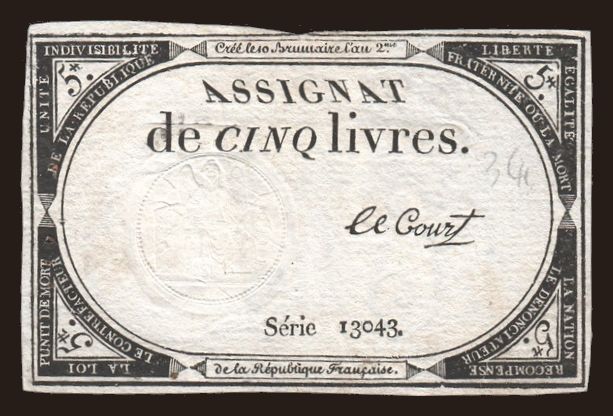 Créé le 10 Brumaire l'an 2.me
UNITÉ INDIVISIBILITÉ
DE LA RÉPUBLIQUE
5.*
LIBERTÉ ÉGALITÉ
FRATERNITÉ OU LA MORT
5.*
ASSIGNAT
de CINQ livres.
le Court
Série 13043.
LA LOI PUNIT DE MORT
LE CONTREFACTEUR
5.*
LA NATION RECOMPENSE
LE DENONCIATEUR
5.*
de la République Française.